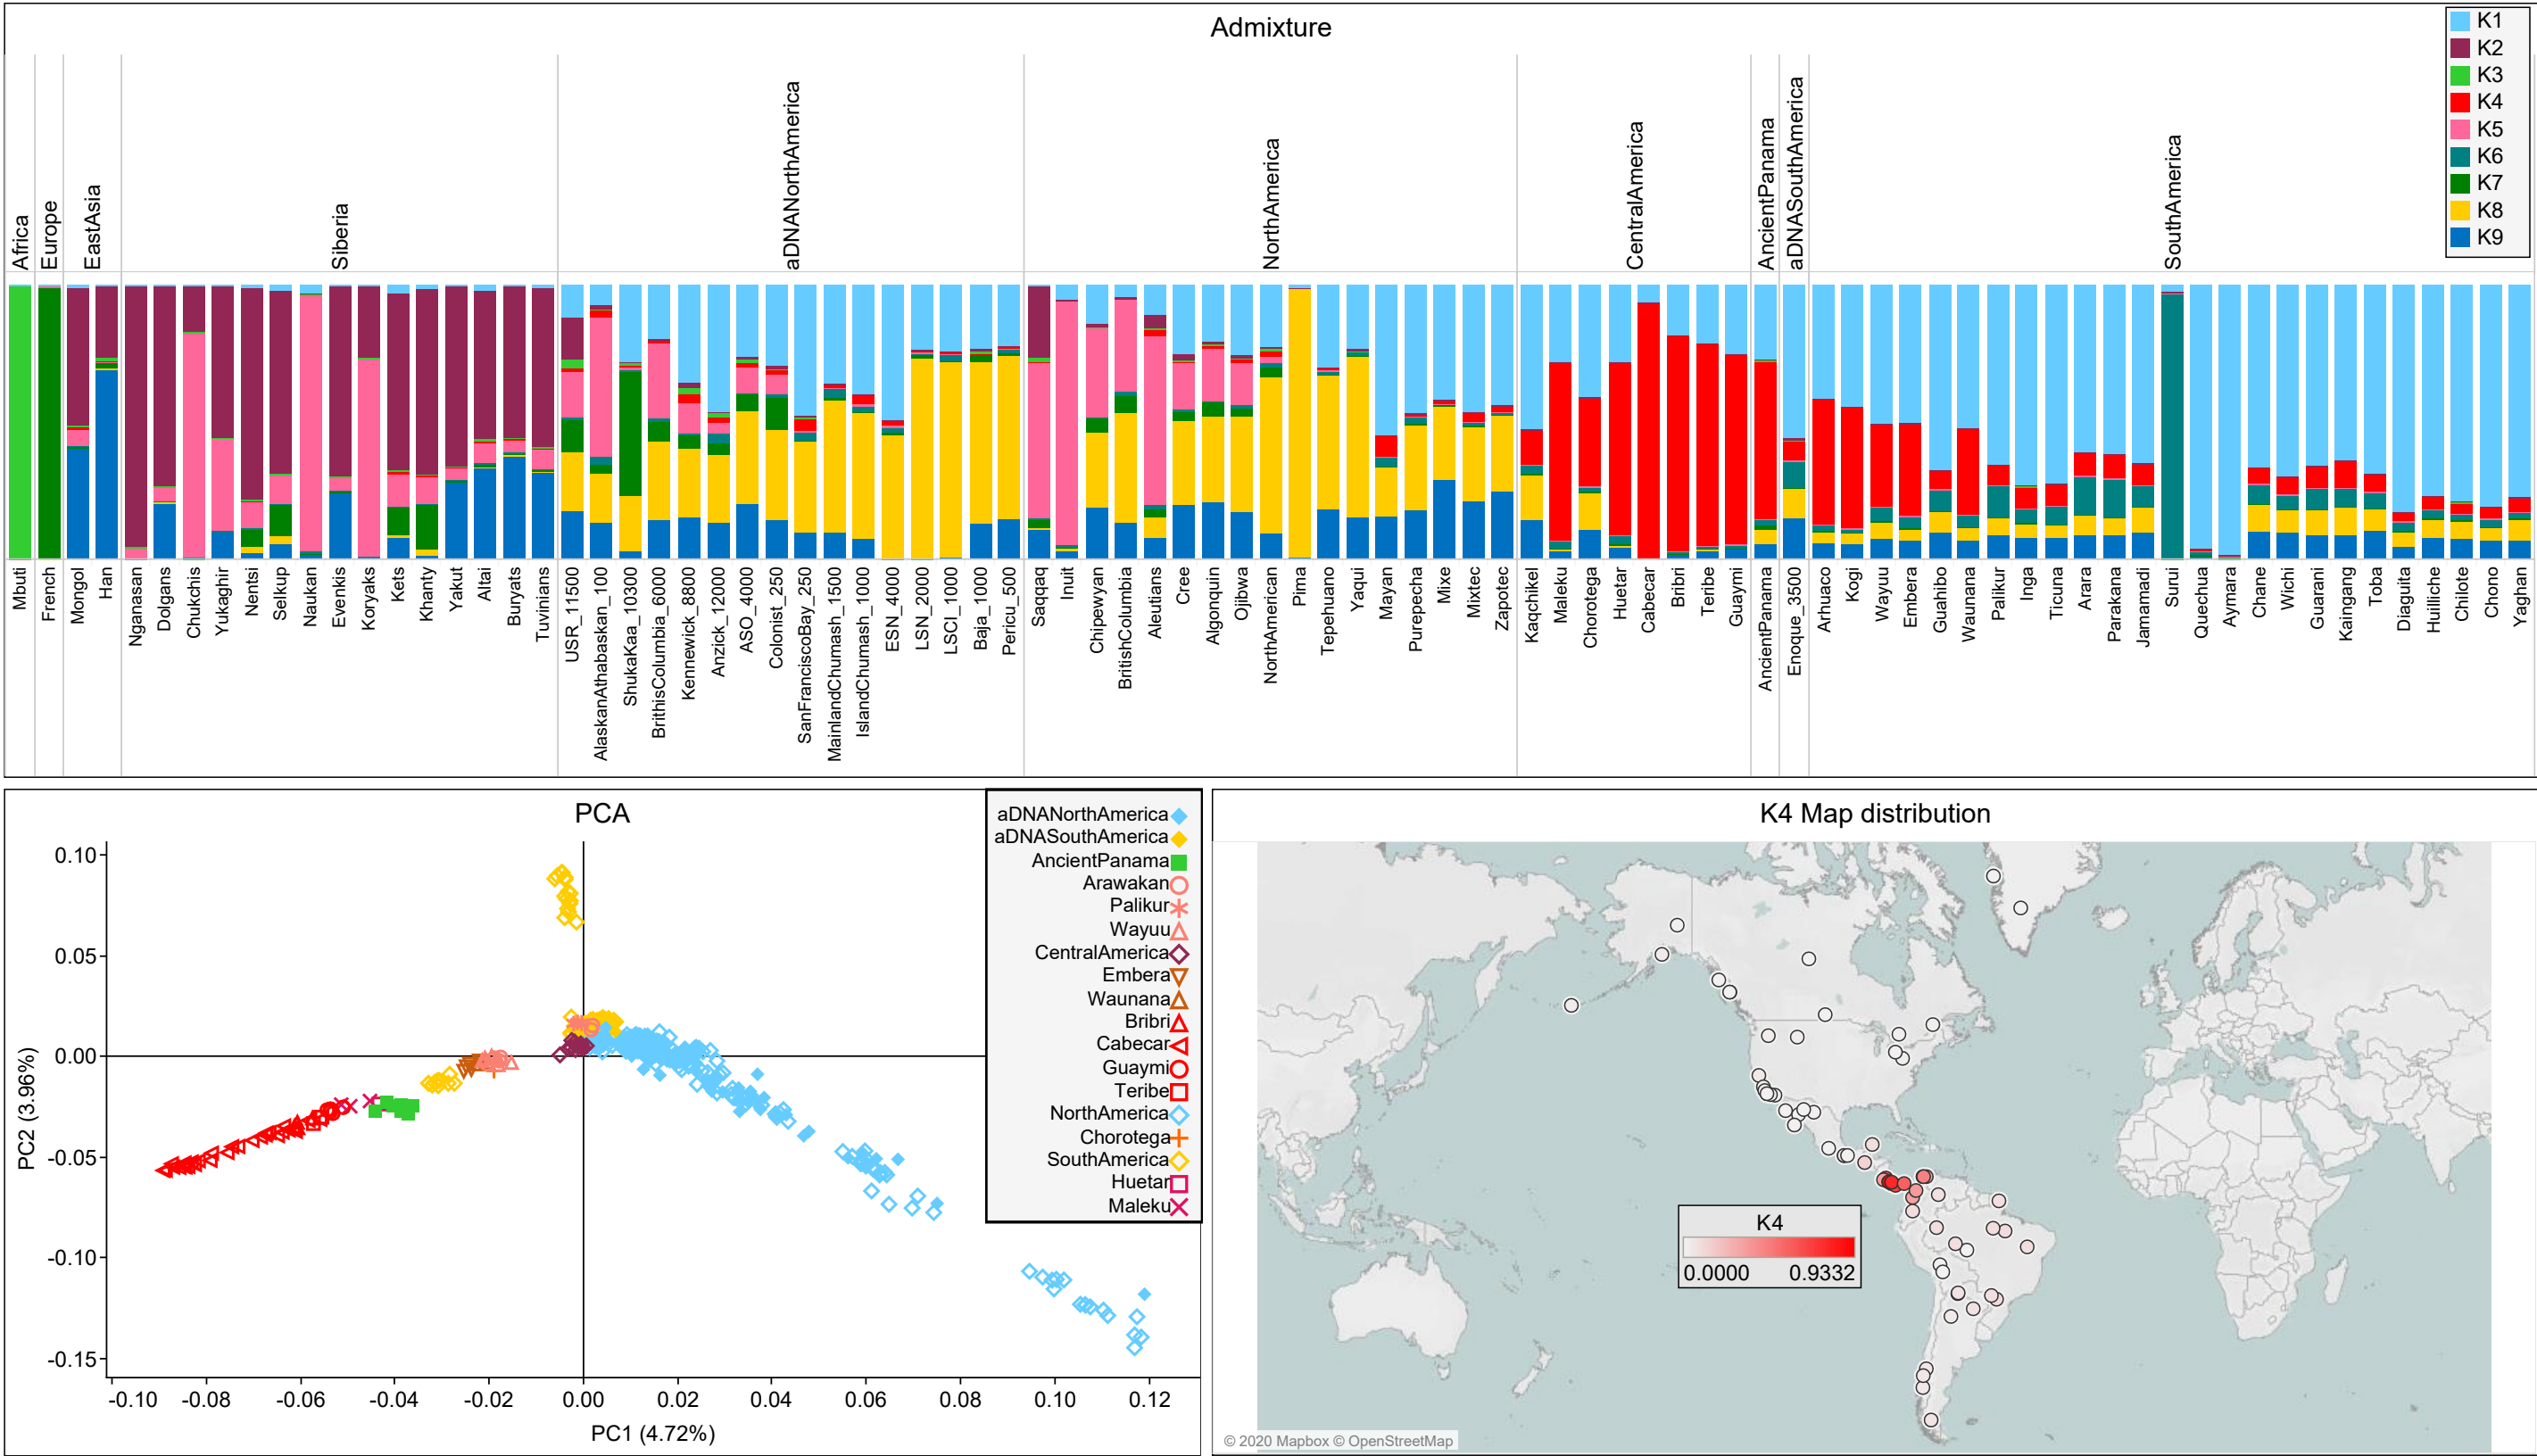 Admixture
K1
K2
K3
K4
K5
K6
K7
K8
K9
Africa
Europe
EastAsia
Siberia
aDNANorthAmerica
NorthAmerica
CentralAmerica
AncientPanama
aDNASouthAmerica
SouthAmerica
Mbuti
French
Mongol
Han
Nganasan
Dolgans
Chukchis
Yukaghir
Nentsi
Selkup
Naukan
Evenkis
Koryaks
Kets
Khanty
Yakut
Altai
Buryats
Tuvinians
USR_11500
AlaskanAthabaskan_100
ShukaKaa_10300
BrithisColumbia_6000
Kennewick_8800
Anzick_12000
ASO_4000
Colonist_250
SanFranciscoBay_250
MainlandChumash_1500
IslandChumash_1000
ESN_4000
LSN_2000
LSCI_1000
Baja_1000
Pericu_500
Saqqaq
Inuit
Chipewyan
BritishColumbia
Aleutians
Cree
Algonquin
Ojibwa
NorthAmerican
Pima
Tepehuano
Yaqui
Mayan
Purepecha
Mixe
Mixtec
Zapotec
Kaqchikel
Maleku
Chorotega
Huetar
Cabecar
Bribri
Teribe
Guaymi
AncientPanama
Enoque_3500
Arhuaco
Kogi
Wayuu
Embera
Guahibo
Waunana
Palikur
Inga
Ticuna
Arara
Parakana
Jamamadi
Surui
Quechua
Aymara
Chane
Wichi
Guarani
Kaingang
Toba
Diaguita
Huilliche
Chilote
Chono
Yaghan
PCA
aDNANorthAmerica
aDNASouthAmerica
AncientPanama
Arawakan
Palikur
Wayuu
CentralAmerica
Embera
Waunana
Bribri
Cabecar
Guaymi
Teribe
NorthAmerica
Chorotega
SouthAmerica
Huetar
Maleku
PC2 (3.96%)
0.10
0.05
0.00
-0.05
-0.10
-0.15
-0.10 -0.08 -0.06 -0.04 -0.02 0.00 0.02 0.04 0.06 0.08 0.10 0.12
PC1 (4.72%)
K4 Map distribution
K4
0.0000 0.9332
© 2020 Mapbox © OpenStreetMap